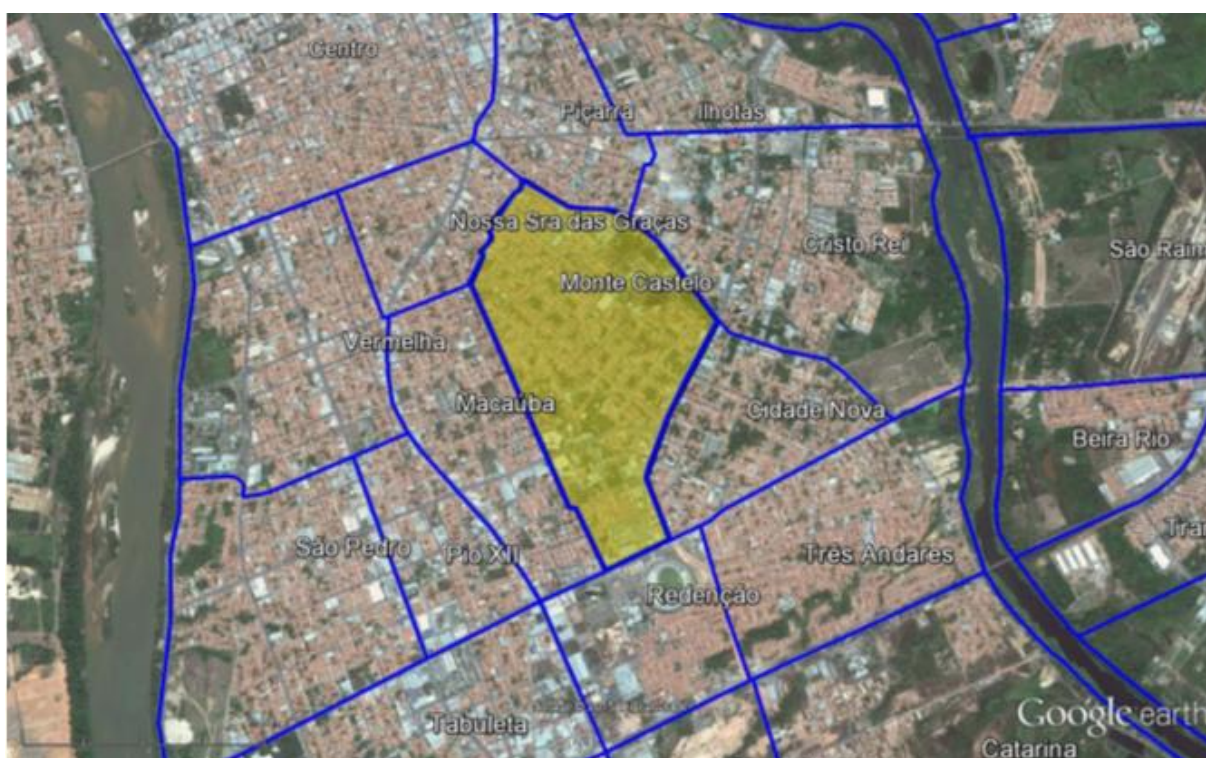 Centro
Piçarra
Ilhotas
Nossa Sra das Graças
Cristo Rei
São Raim
Monte Castelo
Vermelha
Macaúba
Cidade Nova
Beira Rio
São Pedro
Pio XII
Três Andares
Tran
Redenção
Tabuleta
Google earth
Catarina